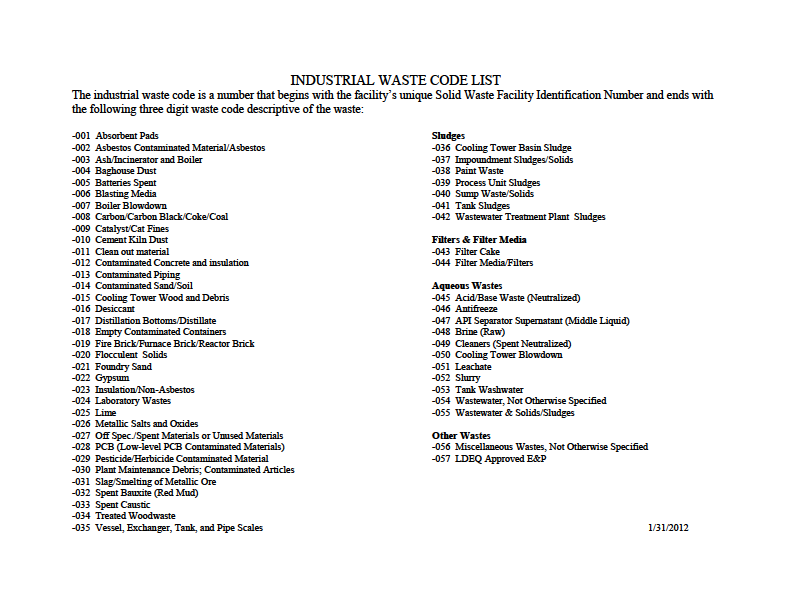 INDUSTRIAL WASTE CODE LIST
The industrial waste code is a number that begins with the facility's unique Solid Waste Facility Identification Number and ends with
the following three digit waste code descriptive of the waste:
-001 Absorbent Pads
-002 Asbestos Contaminated Material/Asbestos
-003 Ash/Incinerator and Boiler
-004 Baghouse Dust
-005 Batteries Spent
-006 Blasting Media
-007 Boiler Blowdown
-008 Carbon/Carbon Black/Coke/Coal
-009 Catalyst/Cat Fines
-010 Cement Kiln Dust
-011 Clean out material
-012 Contaminated Concrete and insulation
-013 Contaminated Piping
-014 Contaminated Sand/Soil
-015 Cooling Tower Wood and Debris
-016 Desiccant
-017 Distillation Bottoms/Distillate
-018 Empty Contaminated Containers
-019 Fire Brick/Furnace Brick/Reactor Brick
-020 Flocculent Solids
-021 Foundry Sand
-022 Gypsum
-023 Insulation/Non-Asbestos
-024 Laboratory Wastes
-025 Lime
-026 Metallic Salts and Oxides
-027 Off Spec./Spent Materials or Unused Materials
-028 PCB (Low-level PCB Contaminated Materials)
-029 Pesticide/Herbicide Contaminated Material
-030 Plant Maintenance Debris; Contaminated Articles
-031 Slag/Smelting of Metallic Ore
-032 Spent Bauxite (Red Mud)
-033 Spent Caustic
-034 Treated Woodwaste
-035 Vessel, Exchanger, Tank, and Pipe Scales
Sludges
-036 Cooling Tower Basin Sludge
-037 Impoundment Sludges/Solids
-038 Paint Waste
-039 Process Unit Sludges
-040 Sump Waste/Solids
-041 Tank Sludges
-042 Wastewater Treatment Plant Sludges
Filters & Filter Media
-043 Filter Cake
-044 Filter Media/Filters
Aqueous Wastes
-045 Acid/Base Waste (Neutralized)
-046 Antifreeze
-047 API Separator Supernatant (Middle Liquid)
-048 Brine (Raw)
-049 Cleaners (Spent Neutralized)
-050 Cooling Tower Blowdown
-051 Leachate
-052 Slurry
-053 Tank Washwater
-054 Wastewater, Not Otherwise Specified
-055 Wastewater & Solids/Sludges
Other Wastes
-056 Miscellaneous Wastes, Not Otherwise Specified
-057 LDEQ Approved E&P
1/31/2012